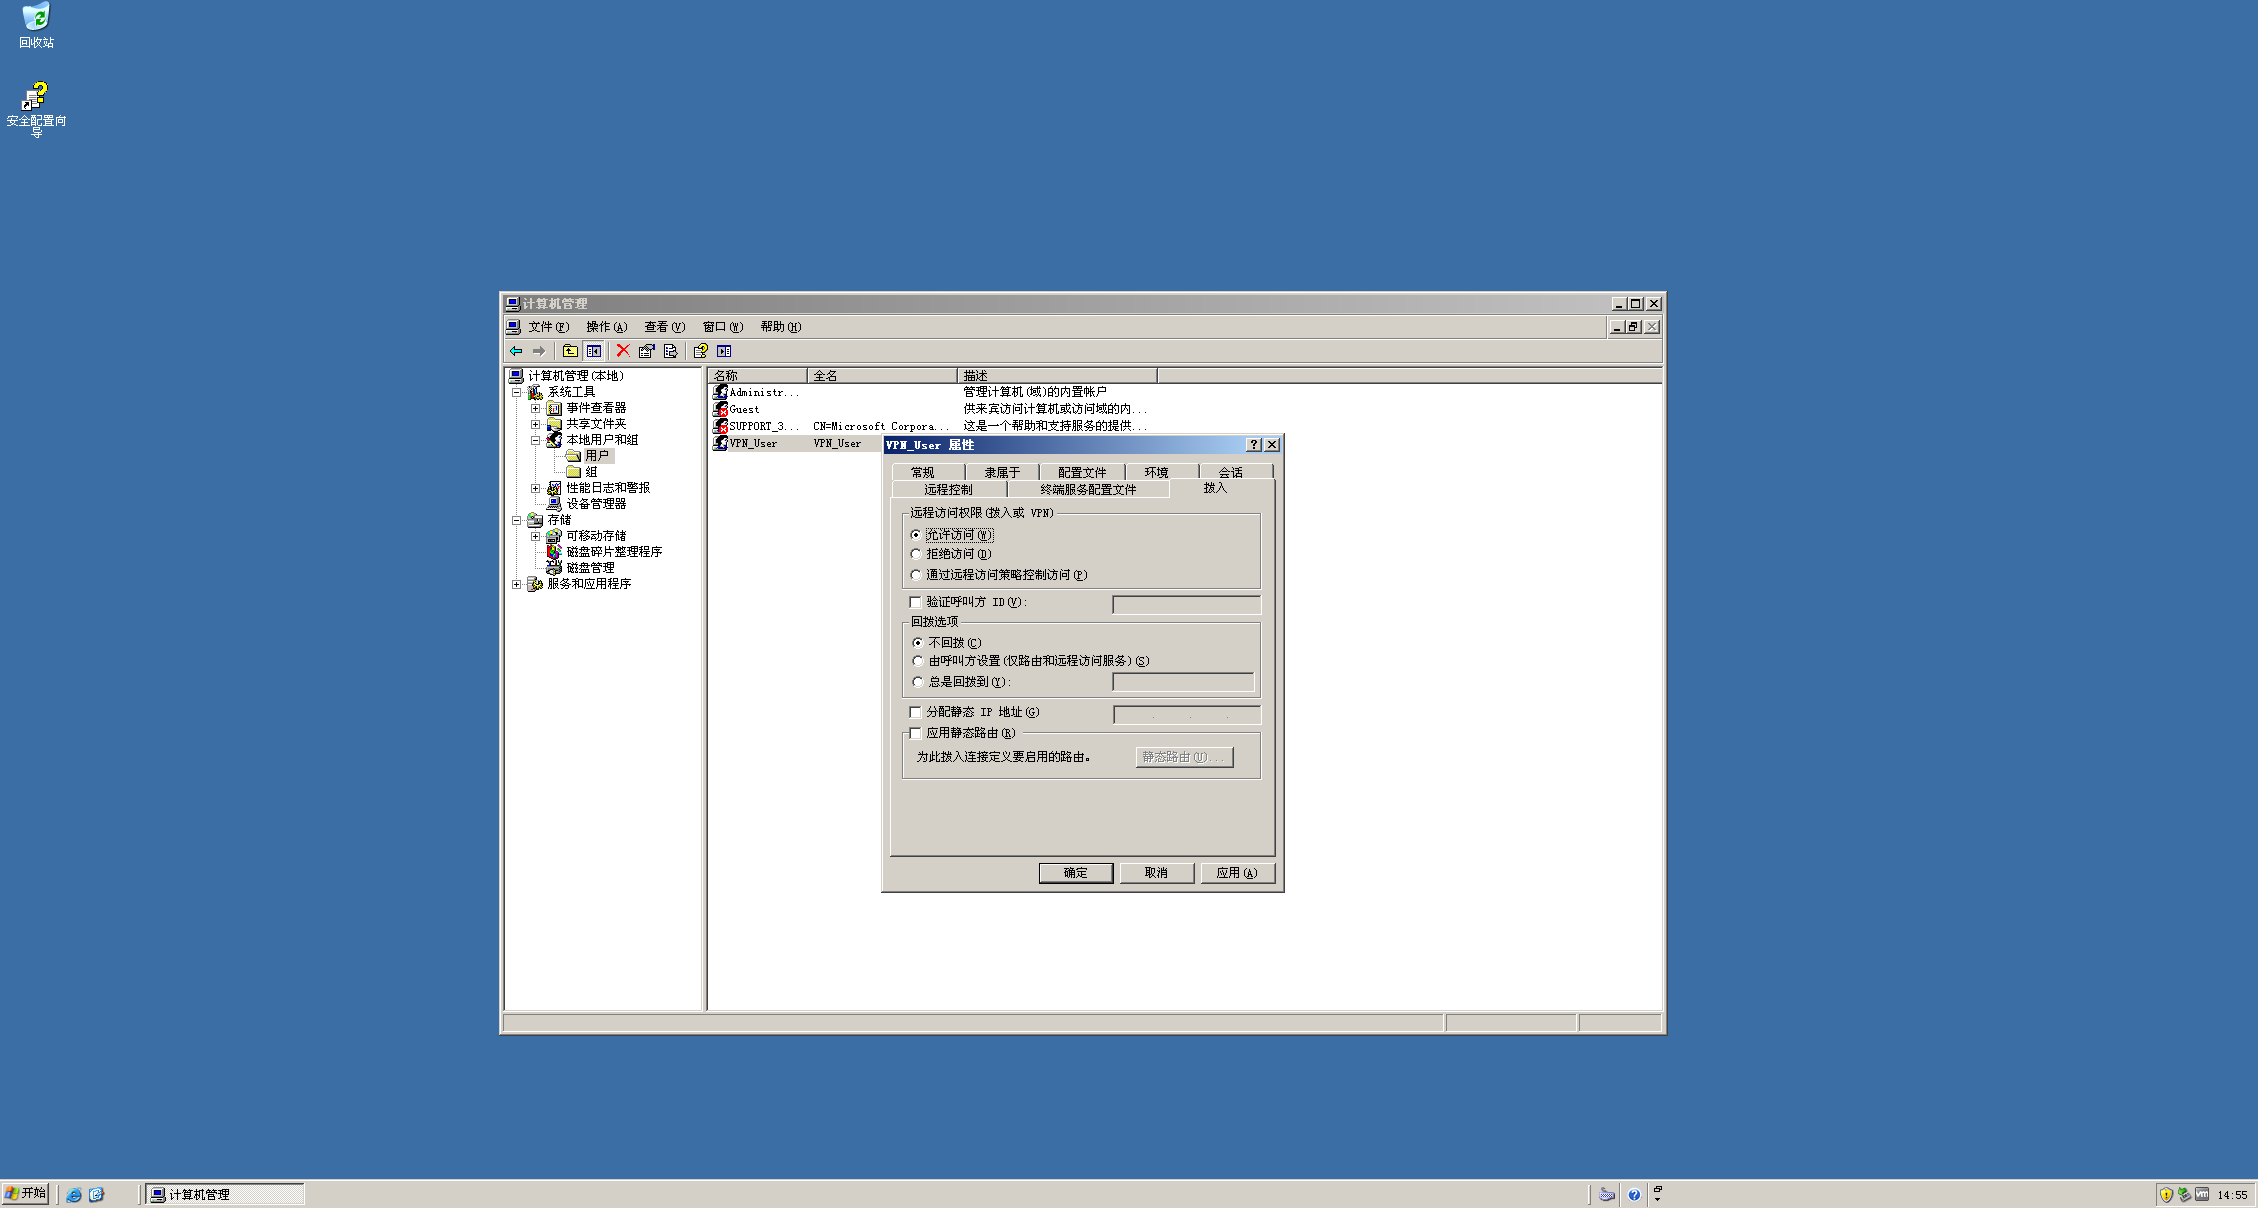 回收站
安全配置向
导
计算机管理
文件(F) 操作(A) 查看(V) 窗口(W) 帮助(H)
计算机管理(本地)
系统工具
事件查看器
共享文件夹
本地用户和组
用户
组
性能日志和警报
设备管理器
存储
可移动存储
磁盘碎片整理程序
磁盘管理
服务和应用程序
名称 全名 描述
Administr... 管理计算机(域)的内置帐户
Guest 供来宾访问计算机或访问域的内...
SUPPORT_3... CN=Microsoft Corpora... 这是一个帮助和支持服务的提供...
VPN_User VPN_User
VPN_User 属性
常规 隶属于 配置文件 环境 会话
远程控制 终端服务配置文件 拨入
远程访问权限(拨入或 VPN)
允许访问(W)
拒绝访问(D)
通过远程访问策略控制访问(P)
验证呼叫方 ID(V):
回拨选项
不回拨(C)
由呼叫方设置(仅路由和远程访问服务)(S)
总是回拨到(Y):
分配静态 IP 地址(G)
应用静态路由(R)
为此拨入连接定义要启用的路由。 静态路由(U)...
确定 取消 应用(A)
开始 计算机管理 14:55